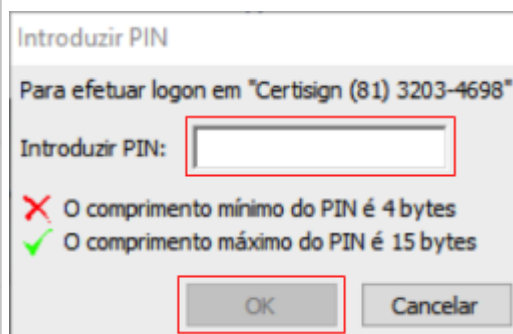 Introduzir PIN
Para efetuar logon em "Certisign (81) 3203-4698"
Introduzir PIN:
O comprimento mínimo do PIN é 4 bytes
O comprimento máximo do PIN é 15 bytes
OK Cancelar